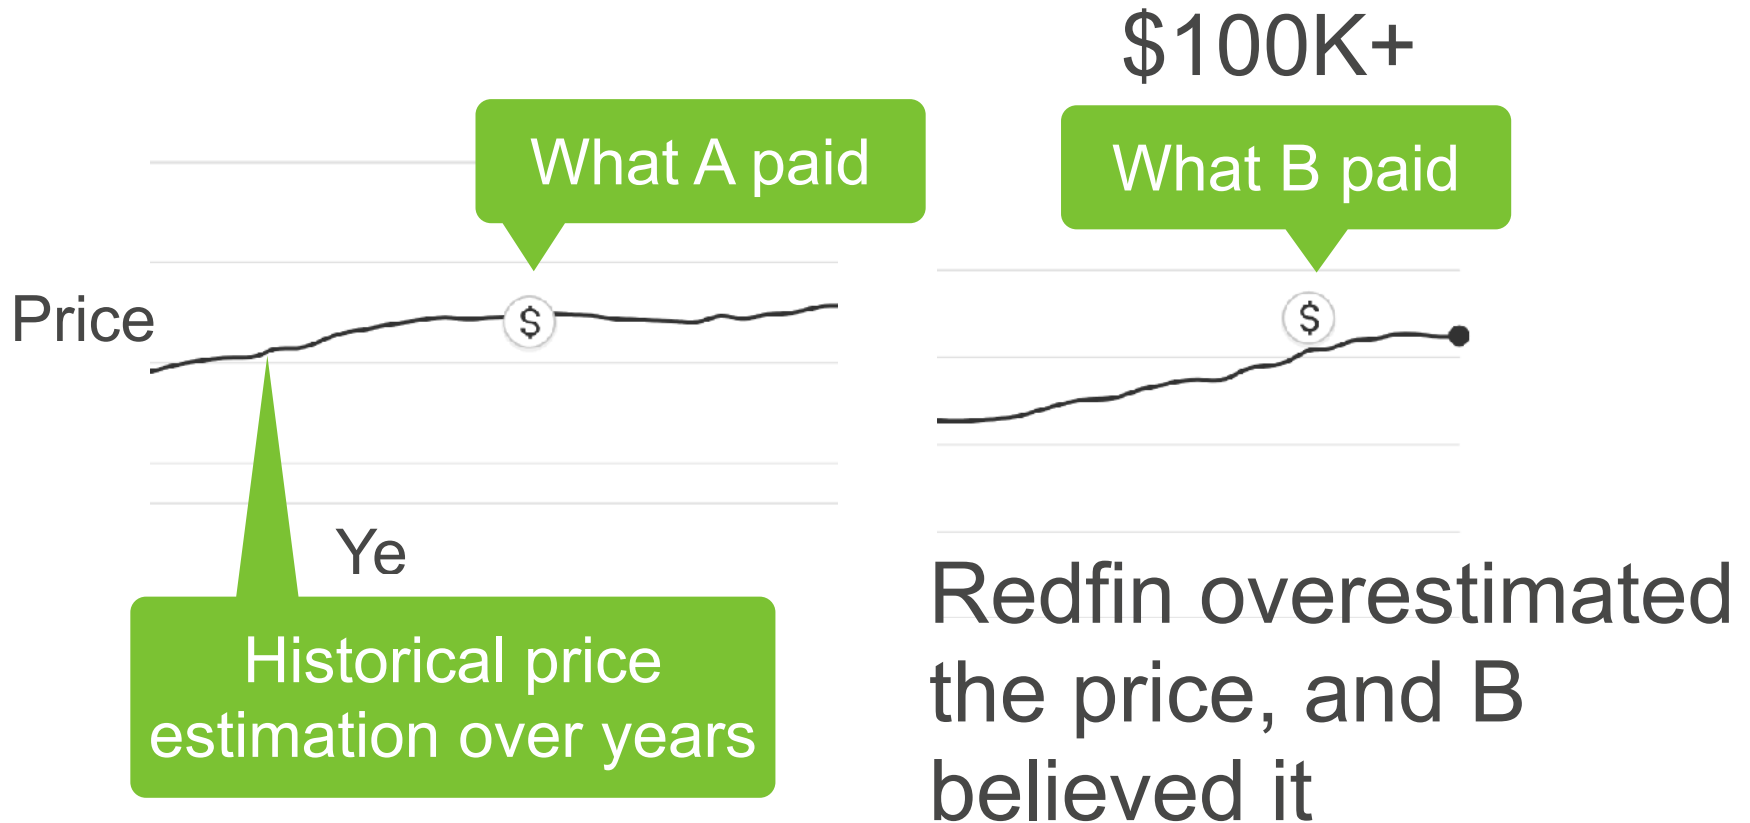 $100K+
What A paid
What B paid
Price
$
$
Ye
Historical price
estimation over years
Redfin overestimated
the price, and B
believed it